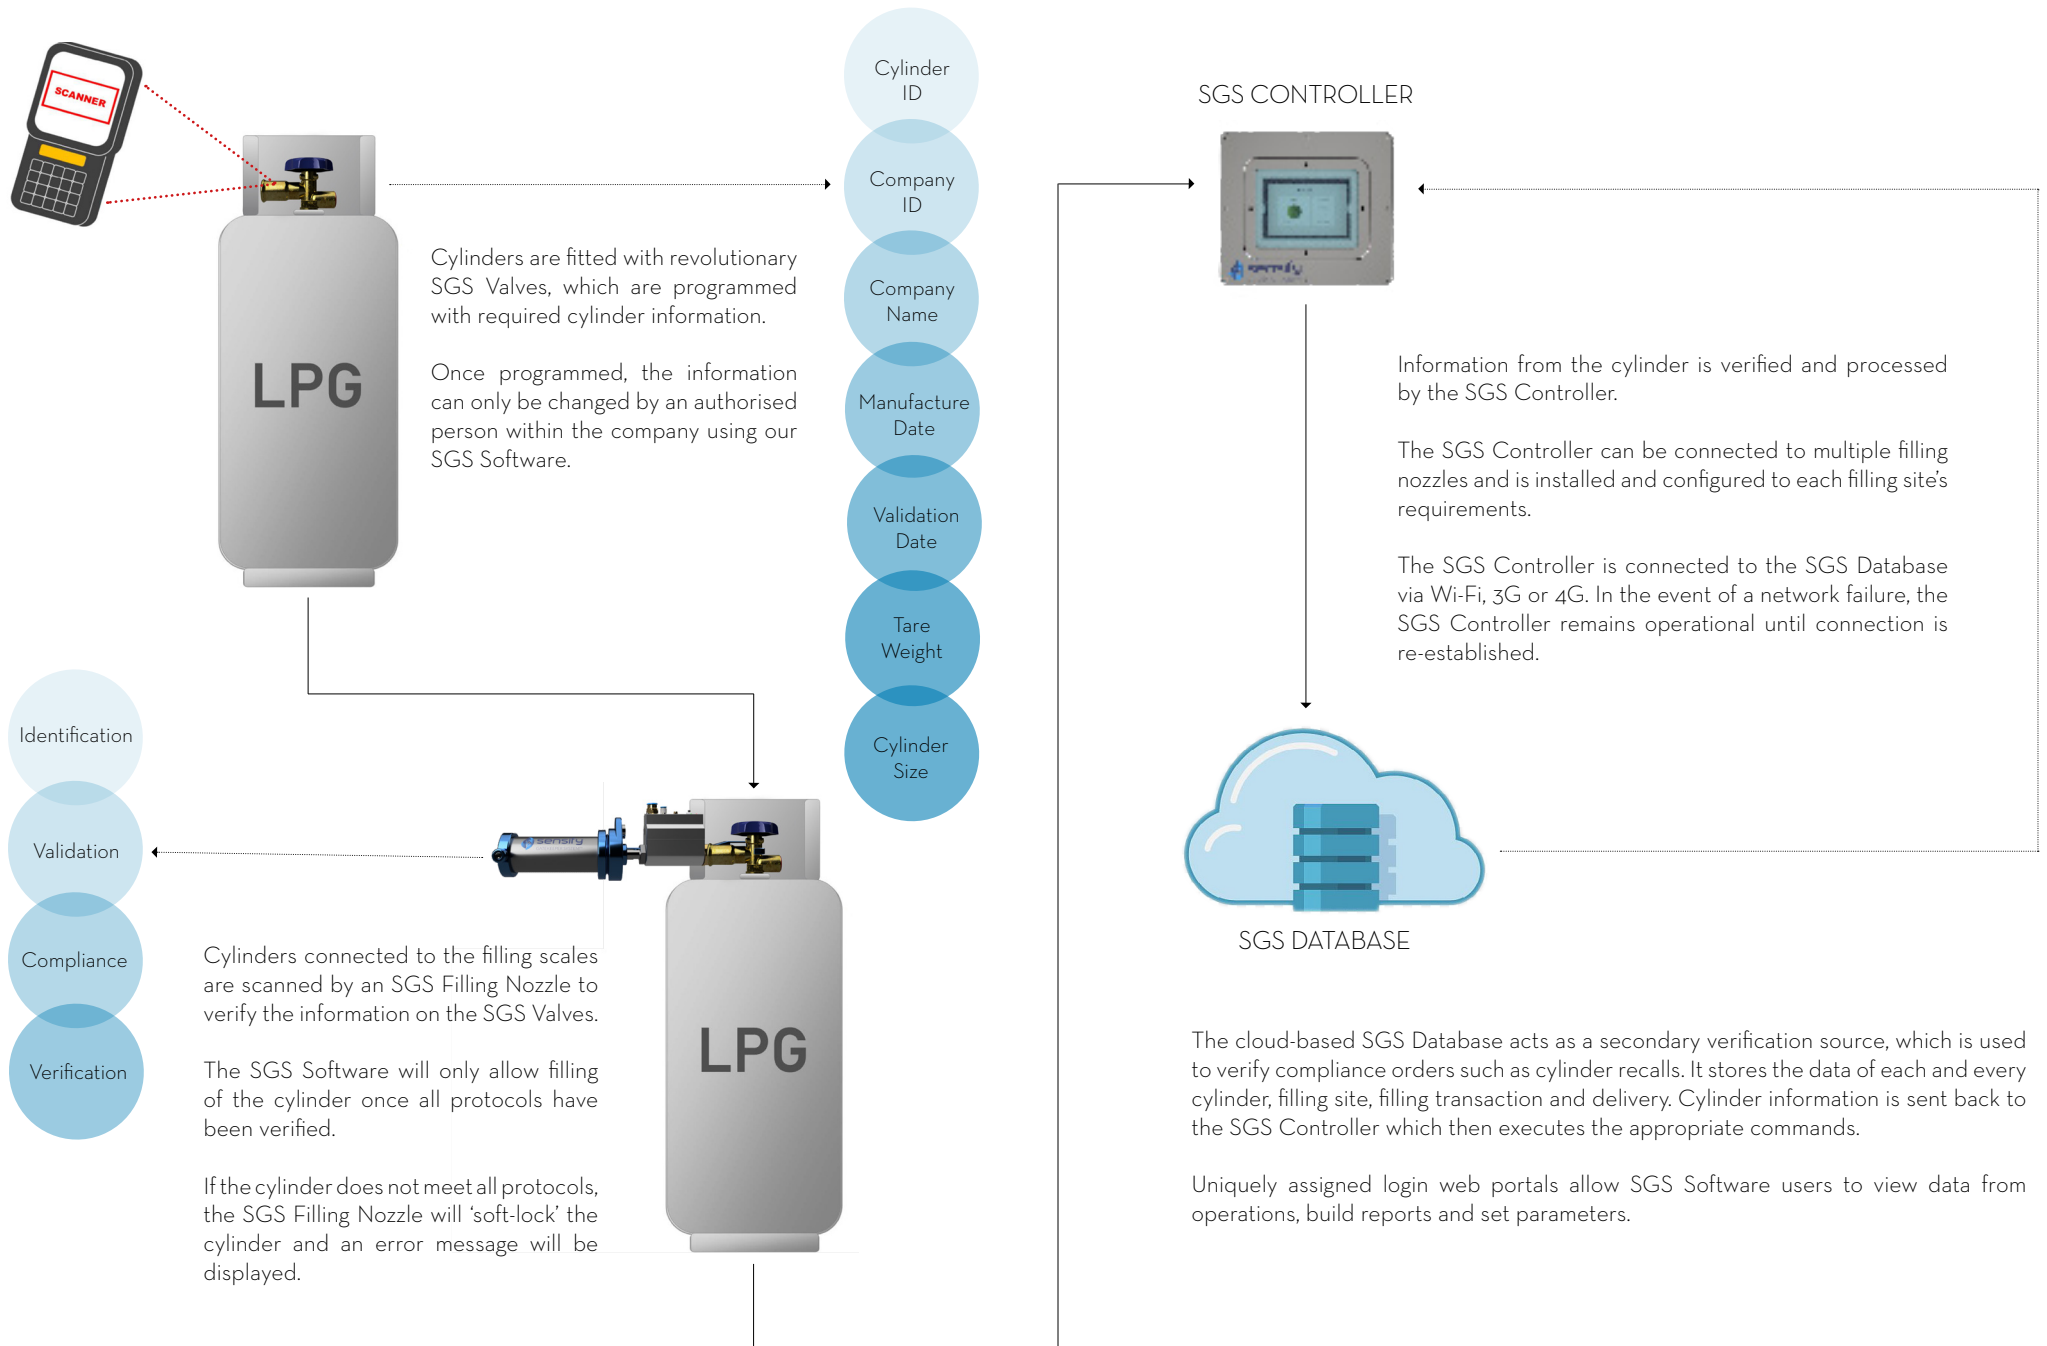 SCANNER
LPG
Cylinders are fitted with revolutionary
SGS Valves, which are programmed
with required cylinder information.
Once programmed, the information
can only be changed by an authorised
person within the company using our
SGS Software.
Cylinder
ID
Company
ID
Company
Name
Manufacture
Date
Validation
Date
Tare
Weight
Cylinder
Size
Identification
Validation
Compliance
Verification
sensify
LPG
Cylinders connected to the filling scales
are scanned by an SGS Filling Nozzle to
verify the information on the SGS Valves.
The SGS Software will only allow filling
of the cylinder once all protocols have
been verified.
If the cylinder does not meet all protocols,
the SGS Filling Nozzle will ‘soft-lock’ the
cylinder and an error message will be
displayed.
SGS CONTROLLER
Information from the cylinder is verified and processed
by the SGS Controller.
The SGS Controller can be connected to multiple filling
nozzles and is installed and configured to each filling site’s
requirements.
The SGS Controller is connected to the SGS Database
via Wi-Fi, 3G or 4G. In the event of a network failure, the
SGS Controller remains operational until connection is
re-established.
SGS DATABASE
The cloud-based SGS Database acts as a secondary verification source, which is used
to verify compliance orders such as cylinder recalls. It stores the data of each and every
cylinder, filling site, filling transaction and delivery. Cylinder information is sent back to
the SGS Controller which then executes the appropriate commands.
Uniquely assigned login web portals allow SGS Software users to view data from
operations, build reports and set parameters.